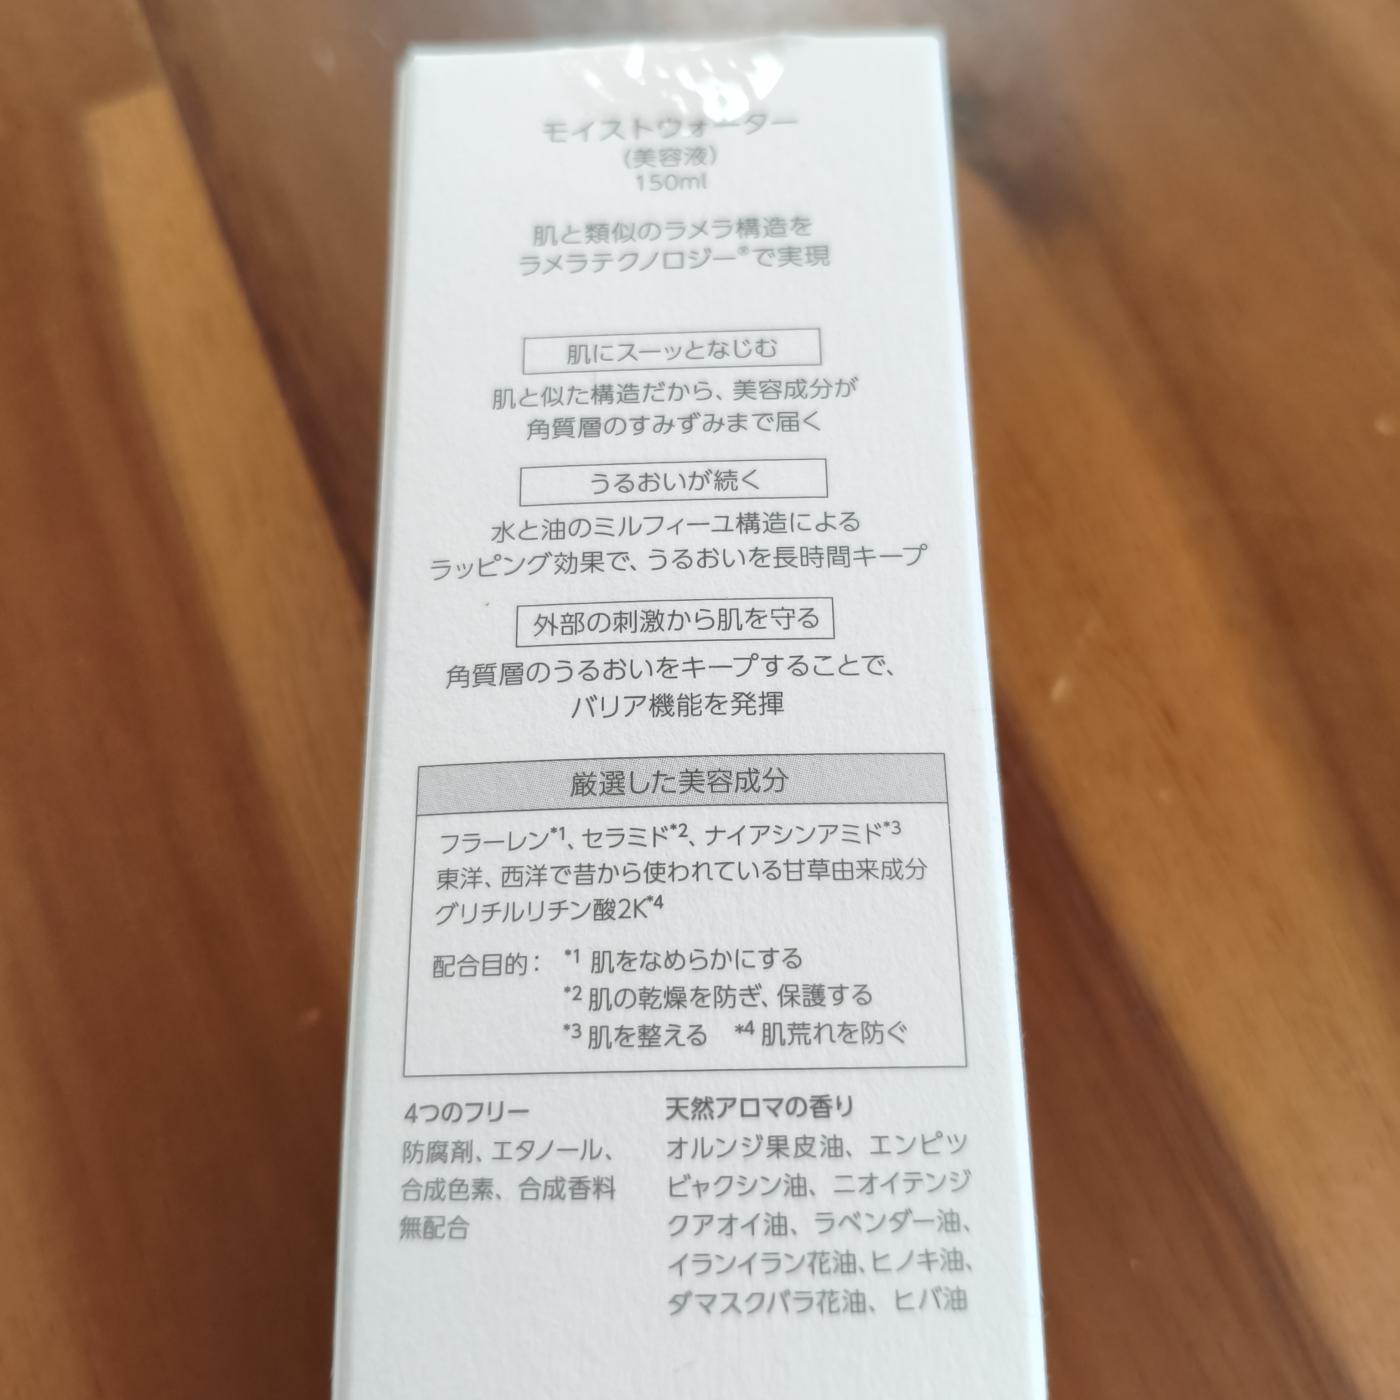 モイストウォーター
(美容液)
150ml
肌と類似のラメラ構造を
ラメラテクノロジー®で実現
肌にスーッとなじむ
肌と似た構造だから、美容成分が
角質層のすみずみまで届く
うるおいが続く
水と油のミルフィーユ構造による
ラッピング効果で、うるおいを長時間キープ
外部の刺激から肌を守る
角質層のうるおいをキープすることで、
バリア機能を発揮
厳選した美容成分
フラーレン*1、セラミド*2、ナイアシンアミド*3
東洋、西洋で昔から使われている甘草由来成分
グリチルリチン酸2K*4
配合目的： *1 肌をなめらかにする
*2 肌の乾燥を防ぎ、保護する
*3 肌を整える *4 肌荒れを防ぐ
4つのフリー
防腐剤、エタノール、
合成色素、合成香料
無配合
天然アロマの香り
オルンジ果皮油、エンピツ
ビャクシン油、ニオイテンジ
クアオイ油、ラベンダー油、
イランイラン花油、ヒノキ油、
ダマスクバラ花油、ヒバ油